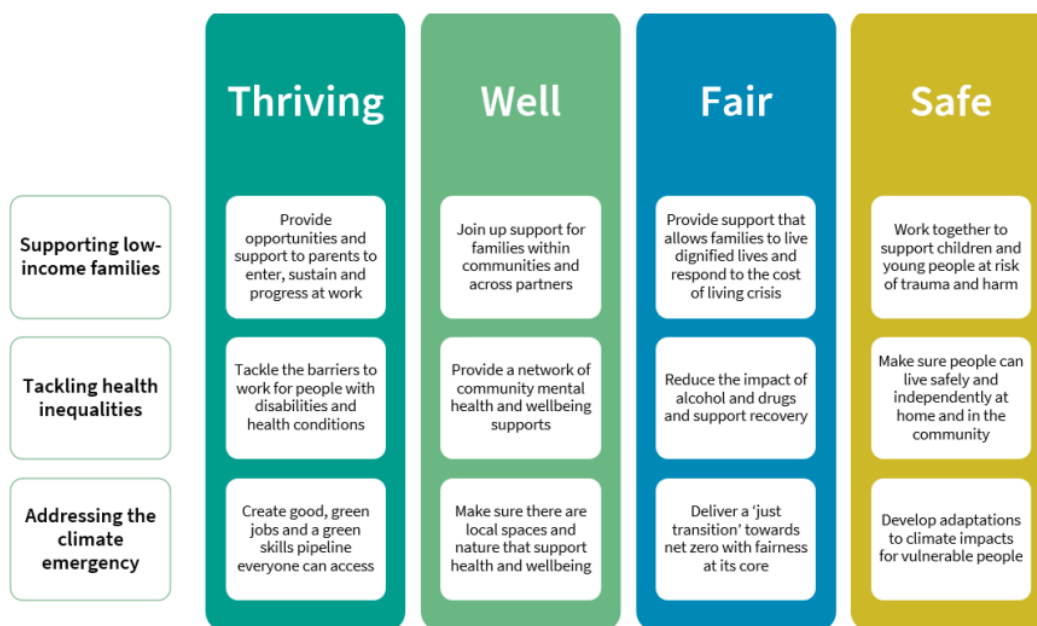 Thriving
Well
Fair
Safe
Supporting low-
income families
Provide
opportunities and
support to parents to
enter, sustain and
progress at work
Join up support for
families within
communities and
across partners
Provide support that
allows families to live
dignified lives and
respond to the cost
of living crisis
Work together to
support children and
young people at risk
of trauma and harm
Tackling health
inequalities
Tackle the barriers to
work for people with
disabilities and
health conditions
Provide a network of
community mental
health and wellbeing
supports
Reduce the impact of
alcohol and drugs
and support recovery
Make sure people can
live safely and
independently at
home and in the
community
Addressing the
climate
emergency
Create good, green
jobs and a green
skills pipeline
everyone can access
Make sure there are
local spaces and
nature that support
health and wellbeing
Deliver a ‘just
transition’ towards
net zero with fairness
at its core
Develop adaptations
to climate impacts
for vulnerable people